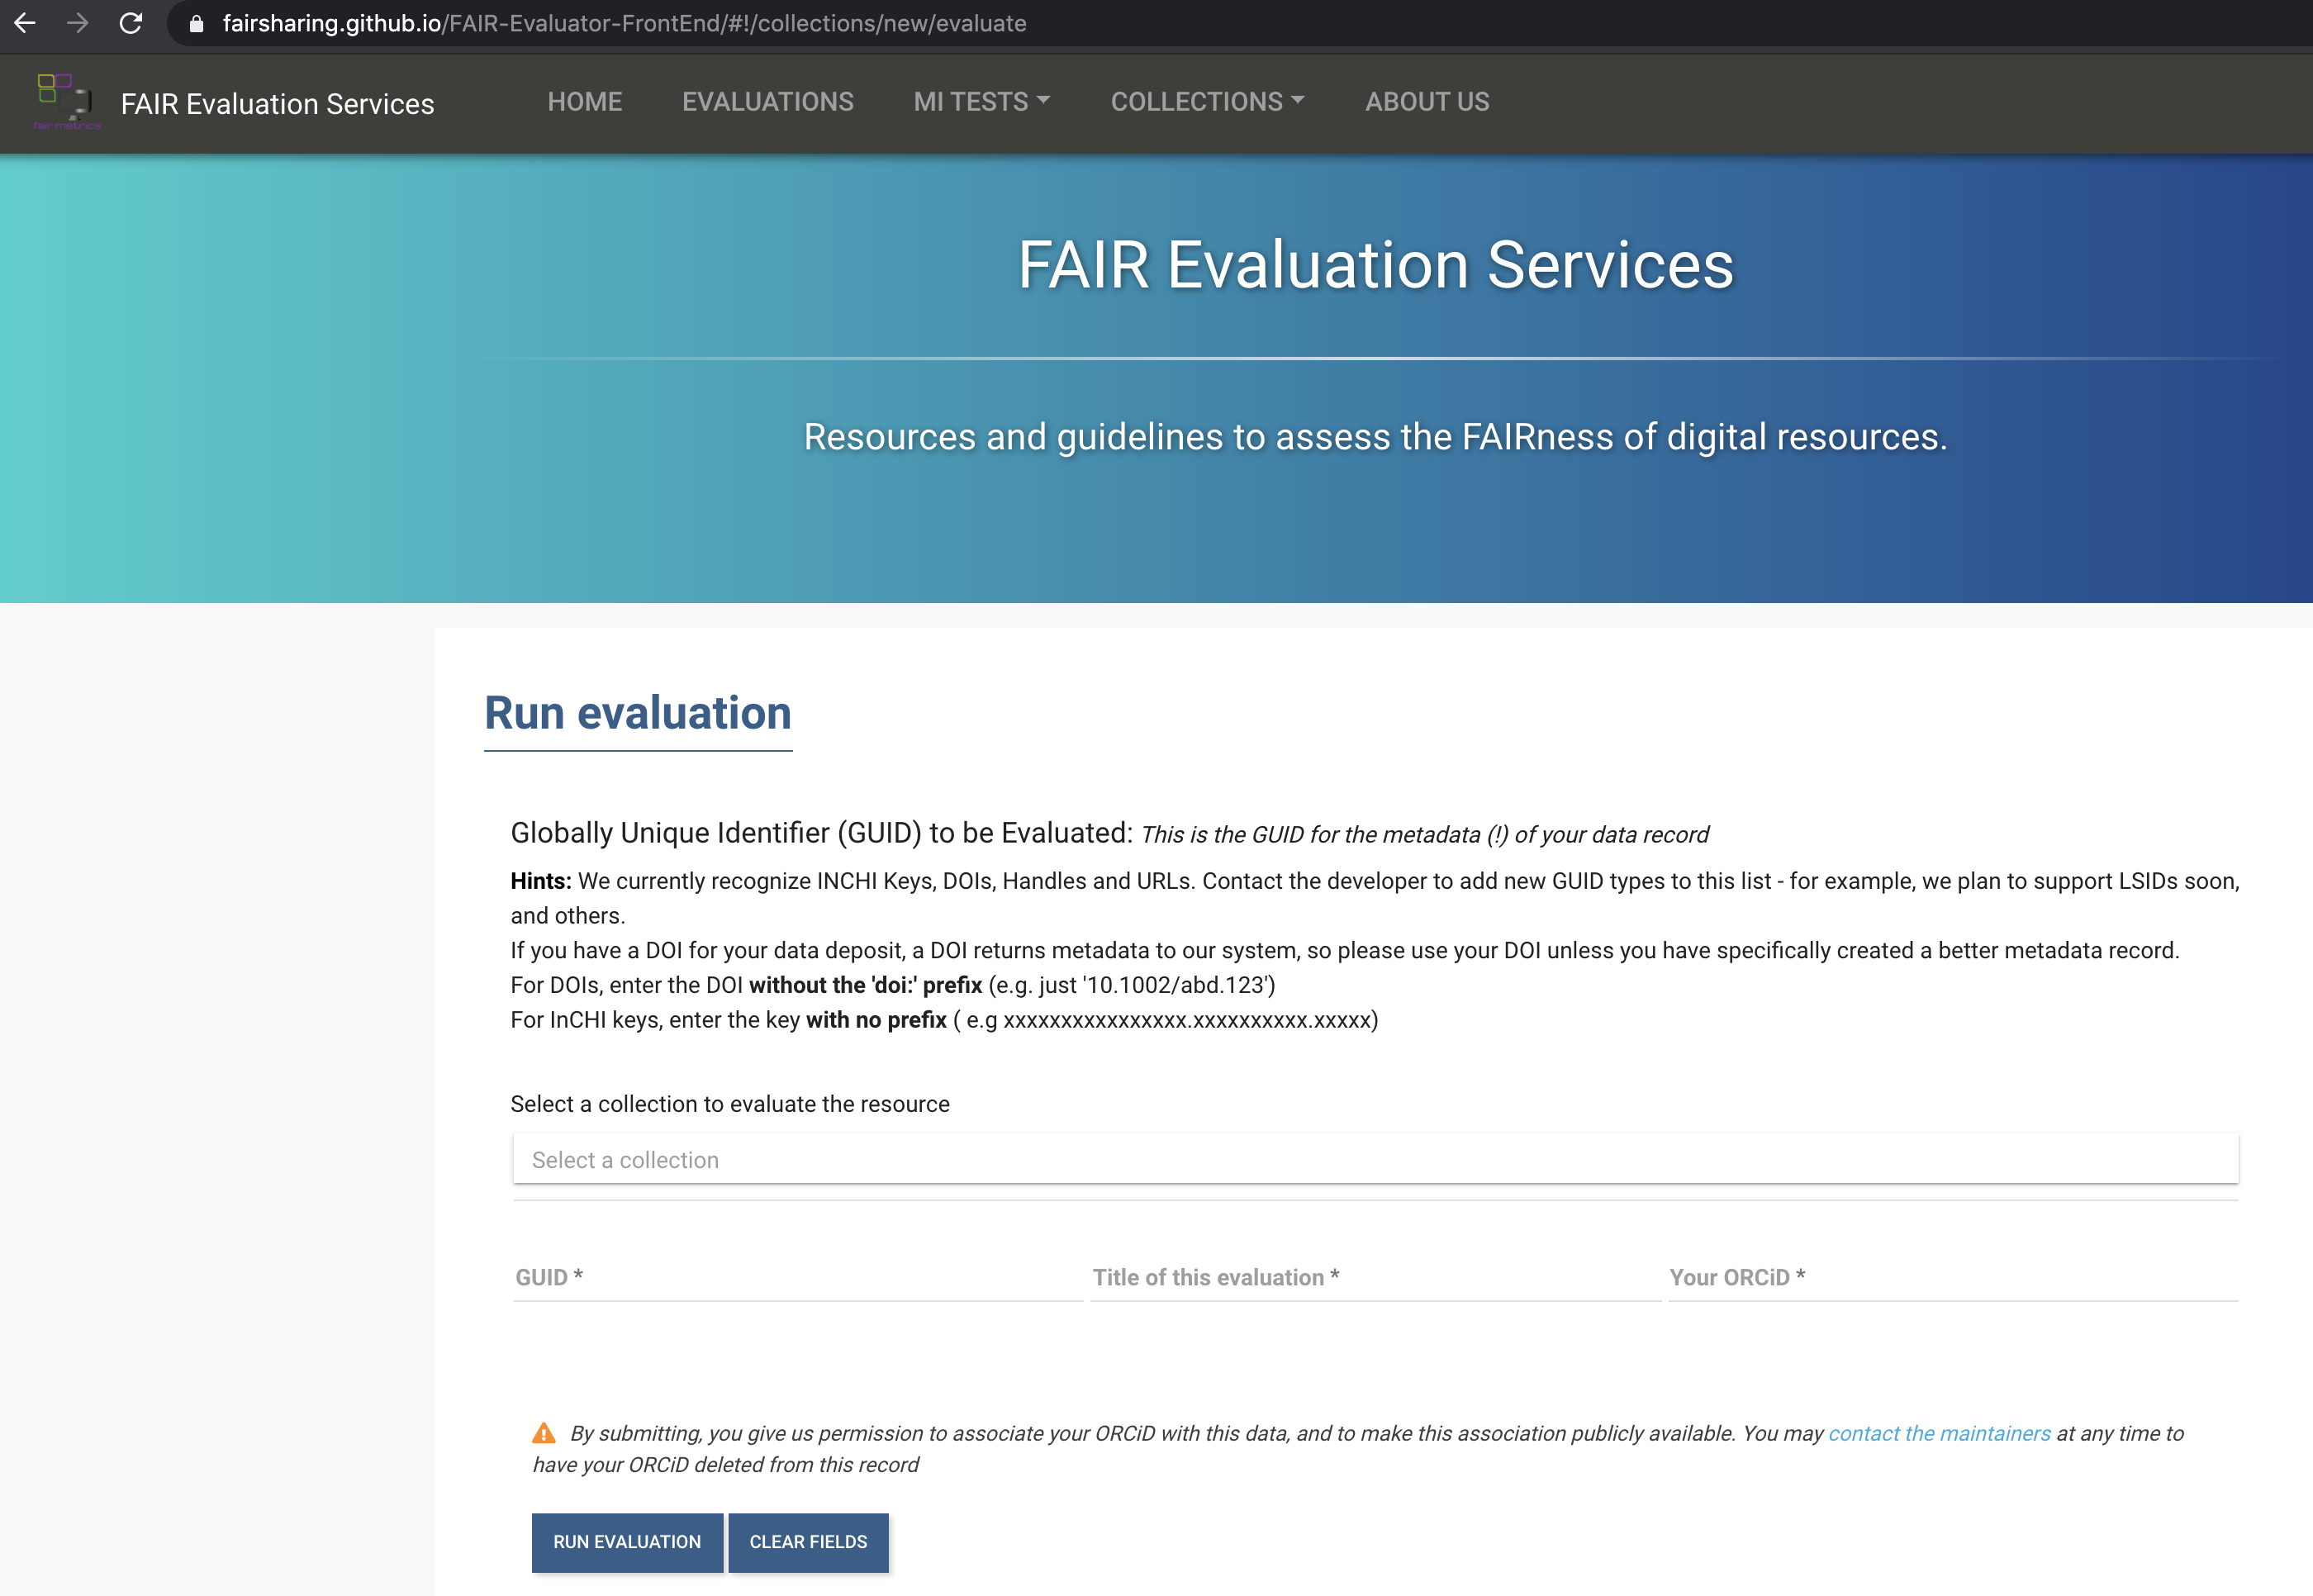 fairsharing.github.io/FAIR-Evaluator-FrontEnd/#!/collections/new/evaluate
fair metrics
FAIR Evaluation Services
HOME
EVALUATIONS
MI TESTS
COLLECTIONS
ABOUT US
FAIR Evaluation Services
Resources and guidelines to assess the FAIRness of digital resources.
Run evaluation
Globally Unique Identifier (GUID) to be Evaluated: This is the GUID for the metadata (!) of your data record
Hints: We currently recognize INCHI Keys, DOIs, Handles and URLs. Contact the developer to add new GUID types to this list - for example, we plan to support LSIDs soon,
and others.
If you have a DOI for your data deposit, a DOI returns metadata to our system, so please use your DOI unless you have specifically created a better metadata record.
For DOIs, enter the DOI without the 'doi:' prefix (e.g. just '10.1002/abd.123')
For InCHI keys, enter the key with no prefix ( e.g xxxxxxxxxxxxxxxx.xxxxxxxxxx.xxxxx)
Select a collection to evaluate the resource
Select a collection
GUID *
Title of this evaluation *
Your ORCiD *
By submitting, you give us permission to associate your ORCiD with this data, and to make this association publicly available. You may contact the maintainers at any time to
have your ORCiD deleted from this record
RUN EVALUATION
CLEAR FIELDS